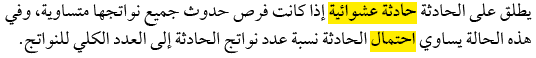 يطلق على الحادثة حادثة عشوائية إذا كانت فرص حدوث جميع نواتجها متساوية، وفي
هذه الحالة يساوي احتمال الحادثة نسبة عدد نواتج الحادثة إلى العدد الكلي للنواتج.